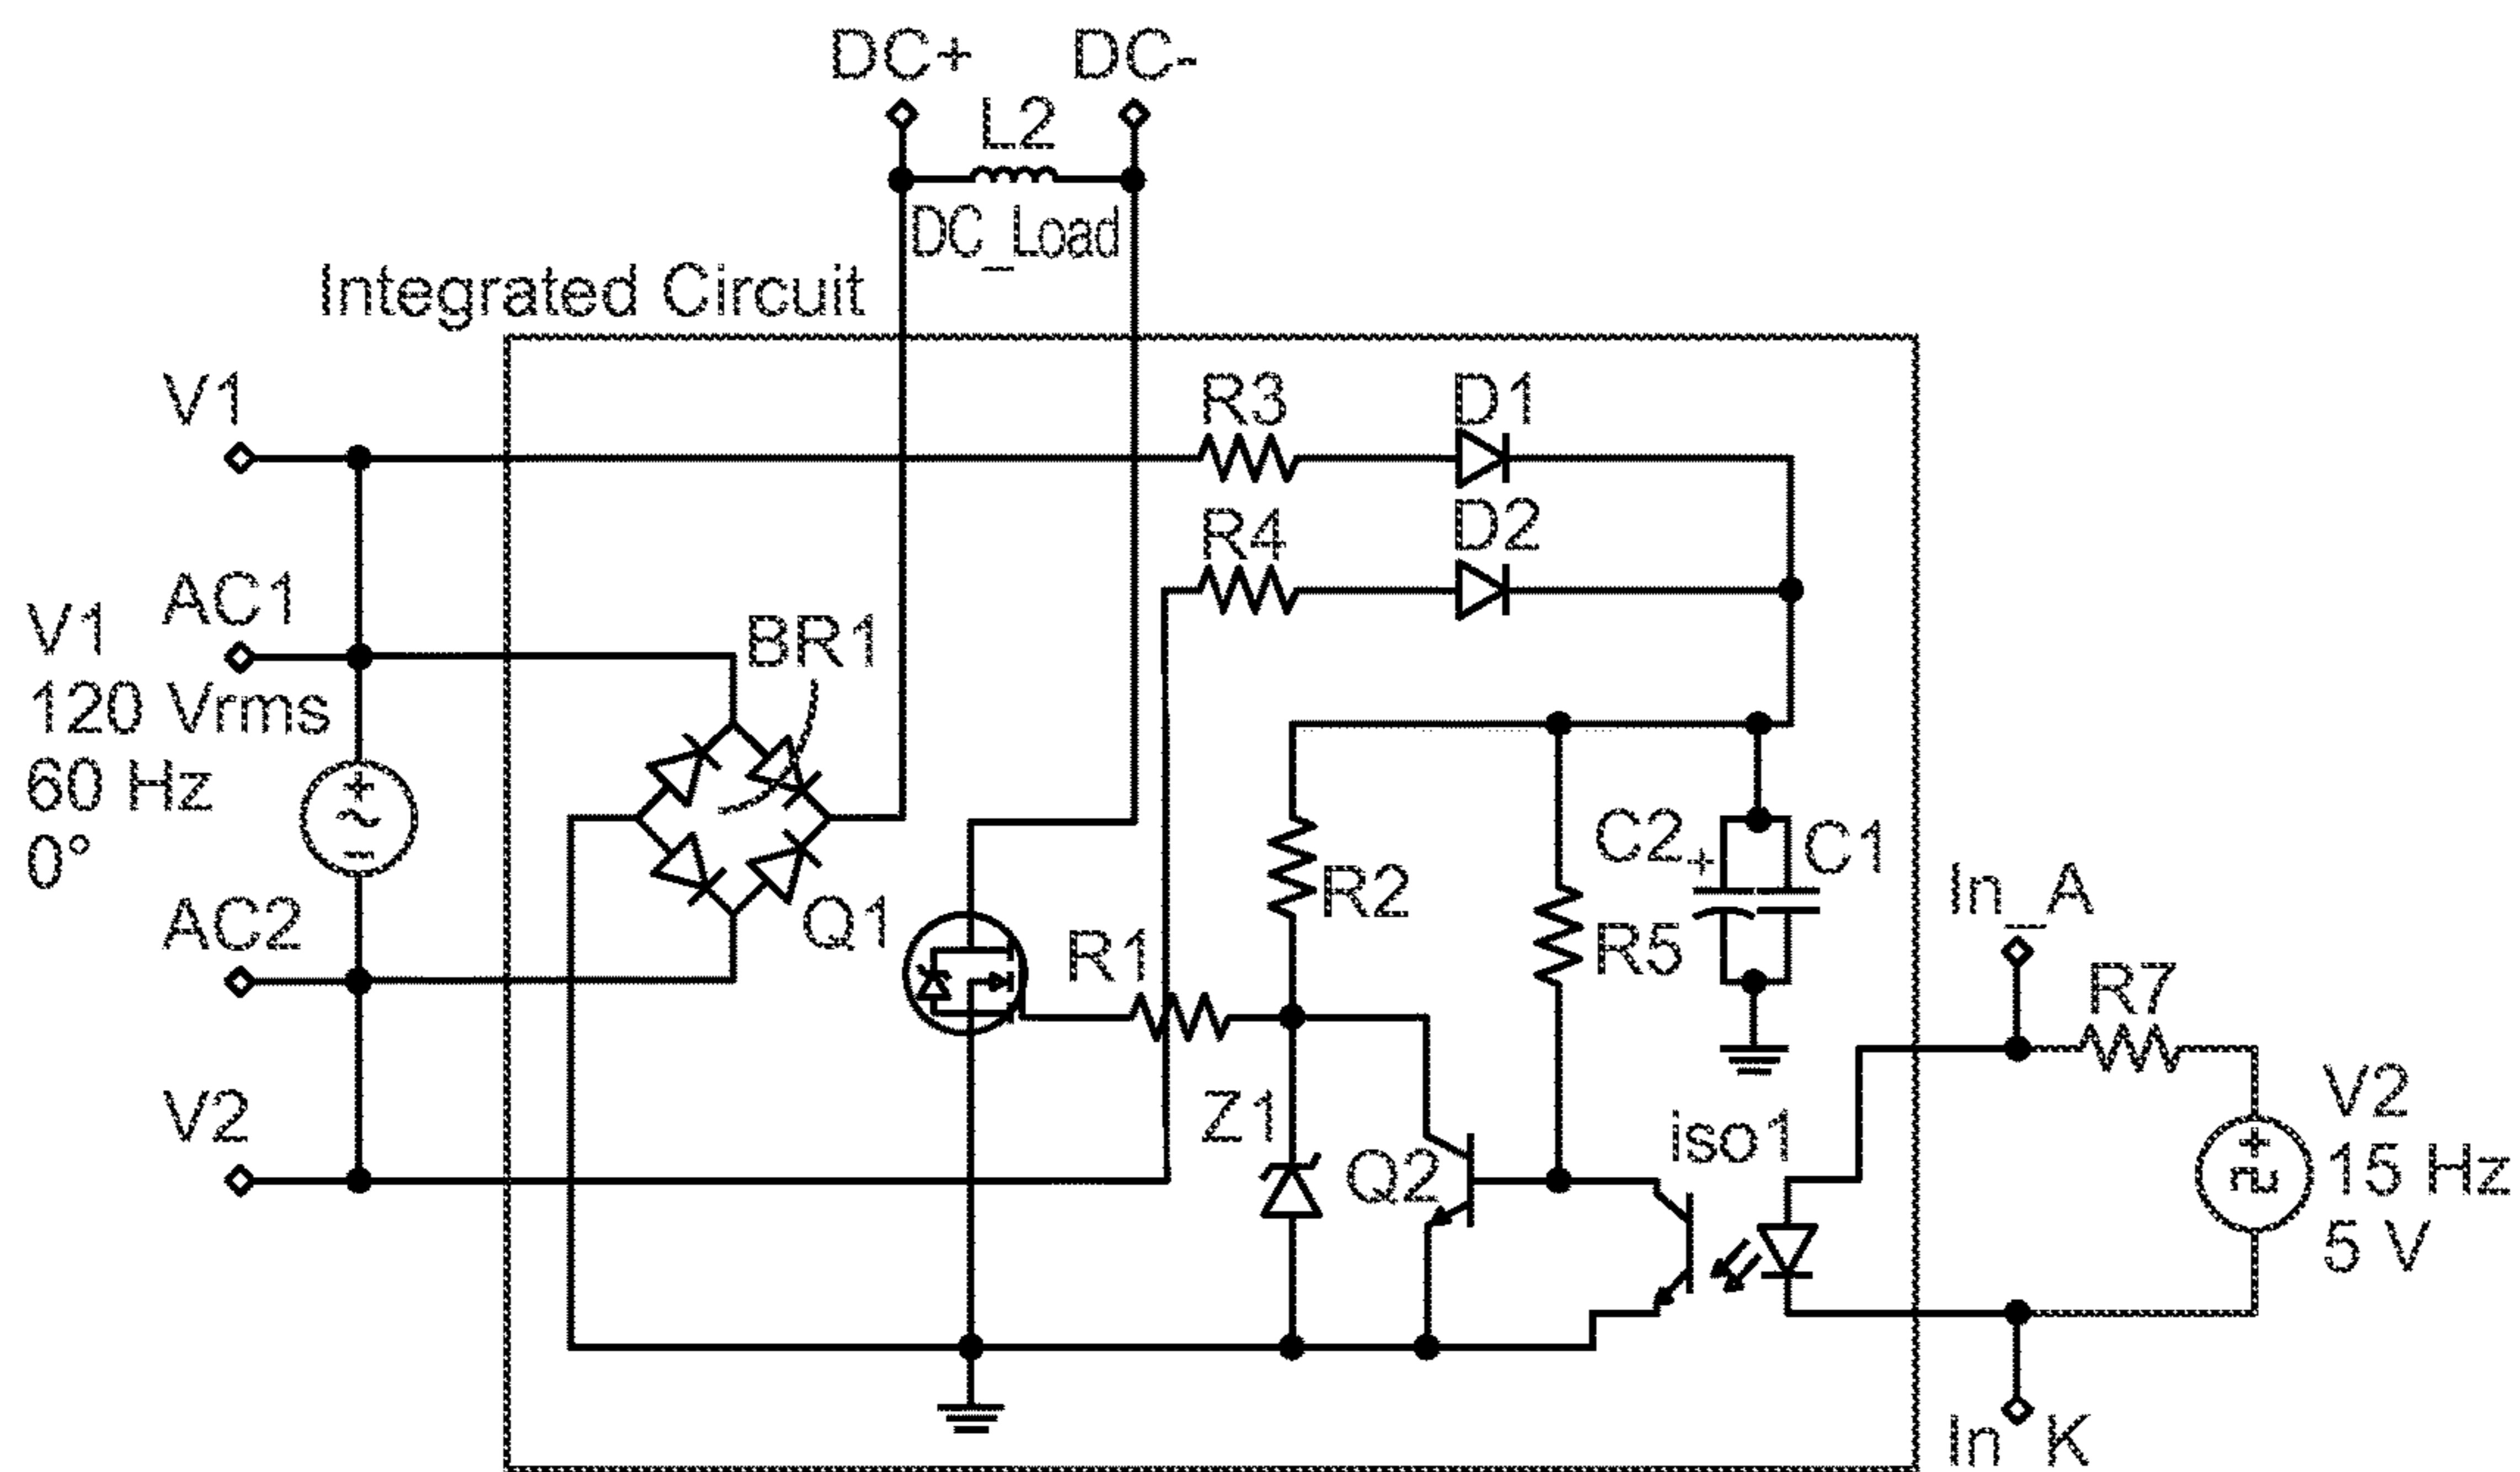 DC+ DC-
L2
DC_Load
Integrated Circuit
V1
R3 D1
R4 D2
AC1
V1
120 Vrms
60 Hz
0°
BR1
AC2
Q1
R1
R2
C2 + C1
R5
In_A
R7
V2
Z1
Q2
iso1
V2
15 Hz
5 V
In K